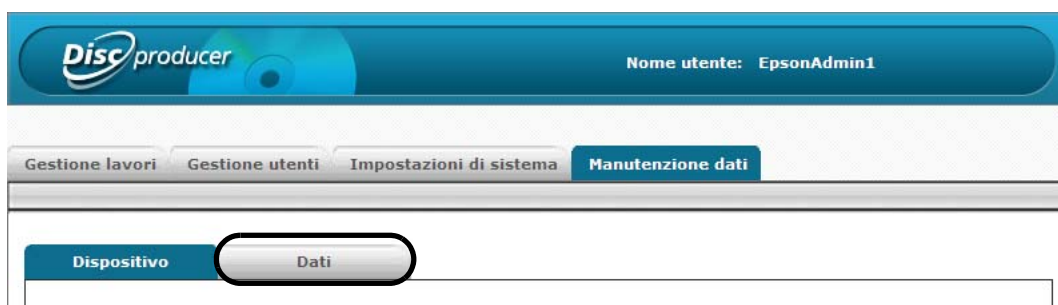 Disc producer
Nome utente: EpsonAdmin1
Gestione lavori Gestione utenti Impostazioni di sistema Manutenzione dati
Dispositivo Dati